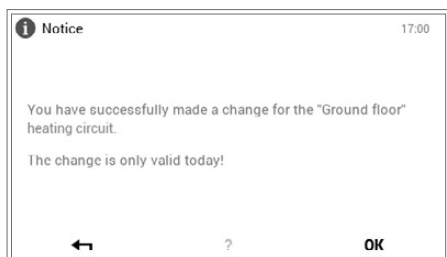 Notice 17:00
You have successfully made a change for the "Ground floor"
heating circuit.
The change is only valid today!
? OK